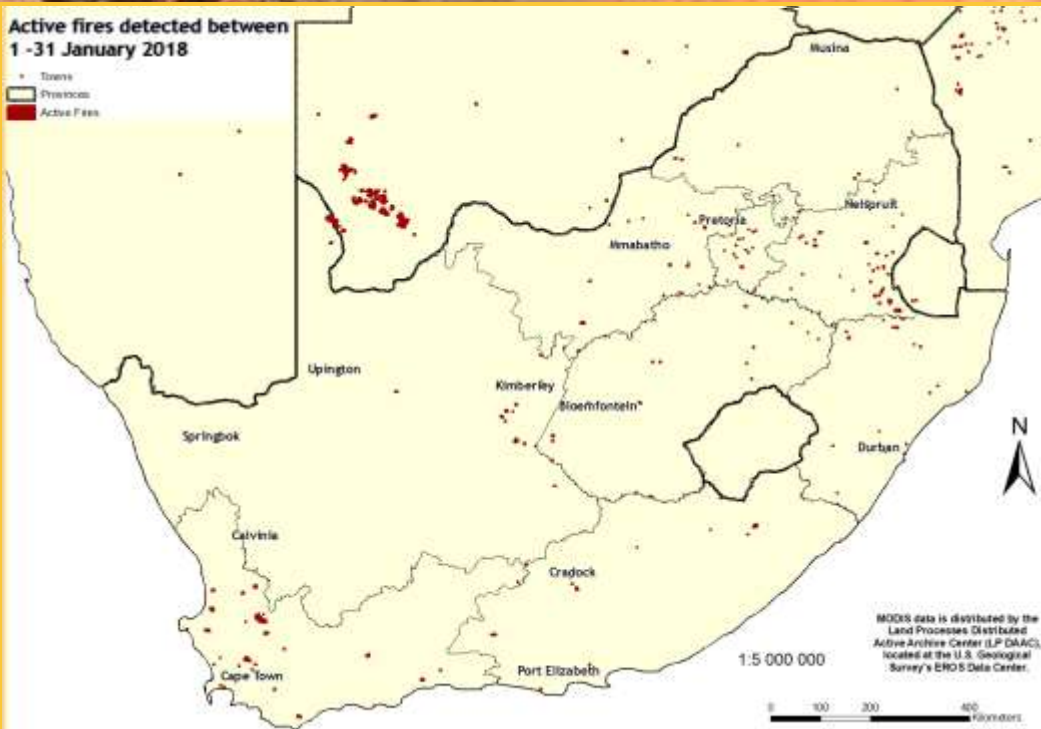 Active fires detected between
1 -31 January 2018
Towns
Provinces
Active Fires
Musina
Nelspruit
Pretoria
Mmabatho
Upington
Kimberley
Bloemfontein
Springbok
Durban
N
Calvinia
Cradock
MODIS data is distributed by the
Land Processes Distributed
Active Archive Center (LP DAAC),
located at the U.S. Geological
Survey's EROS Data Center.
1:5 000 000
Port Elizabeth
Cape Town
0 100 200 400
Kilometers